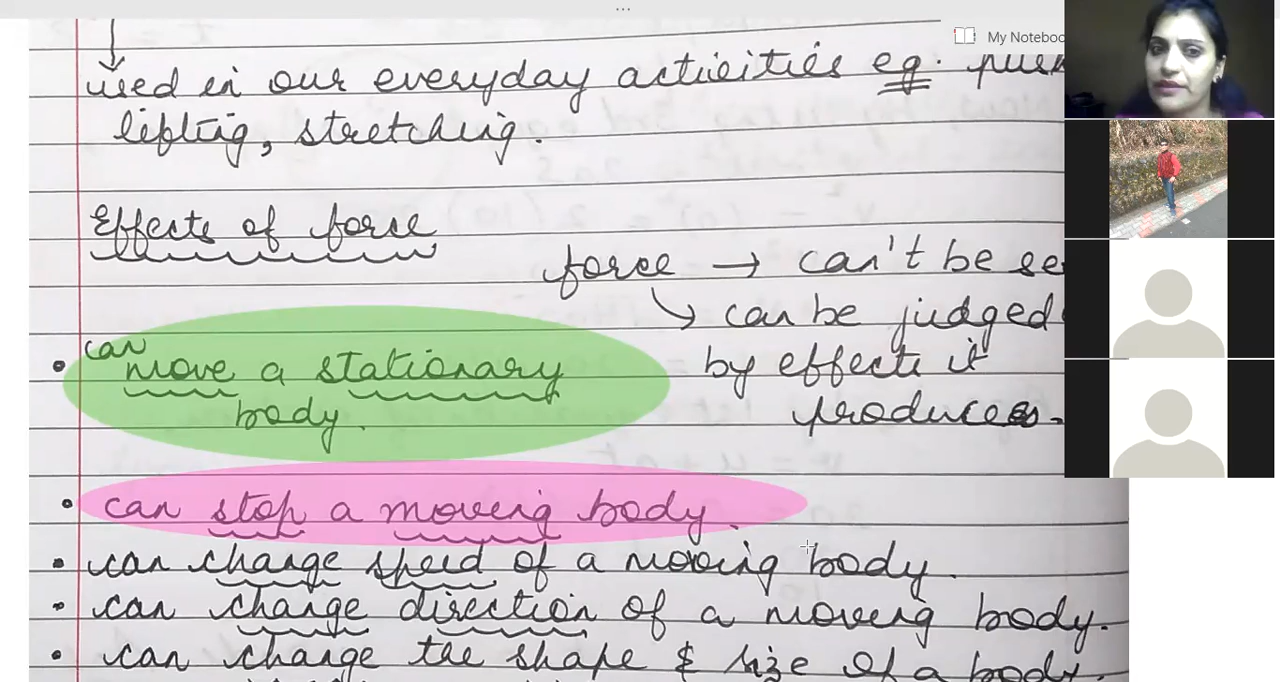 ...
My Notebo
used in our everyday activities eg. push
lifting, stretching.
Effects of force
force → can't be se
↘ can be judged
by effects it
produces.
• can move a stationary
body.
• can stop a moving body.
• can change speed of a moving body.
• can change direction of a moving body.
• can change the shape & size of a body.